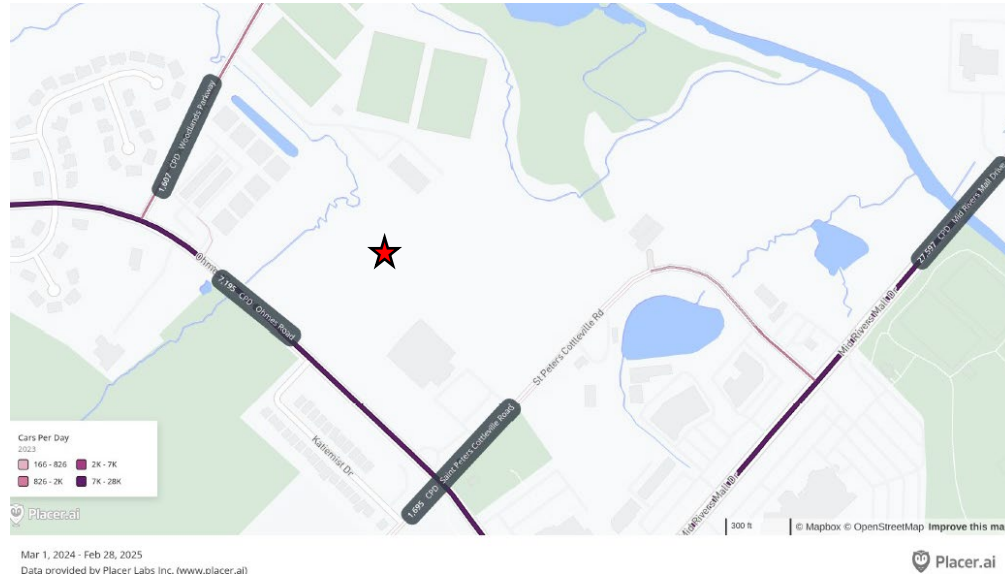 1,607 CPD Woodlands Parkway
27,597 CPD Mid Rivers Mall Drive
Ohm
7,195 CPD Ohmes Road
St Peters Cottleville Rd
Mid Rivers Mall Dr
1,695 CPD Saint Peters Cottleville Road
Katiemist Dr
Mid Rivers Mall Dr
Cars Per Day
2023
166 - 826
2K - 7K
826 - 2K
7K - 28K
Placer.ai
300 ft
© Mapbox © OpenStreetMap Improve this ma
Mar 1, 2024 - Feb 28, 2025
Data provided by Placer Labs Inc. (www.placer.ai)
Placer.ai